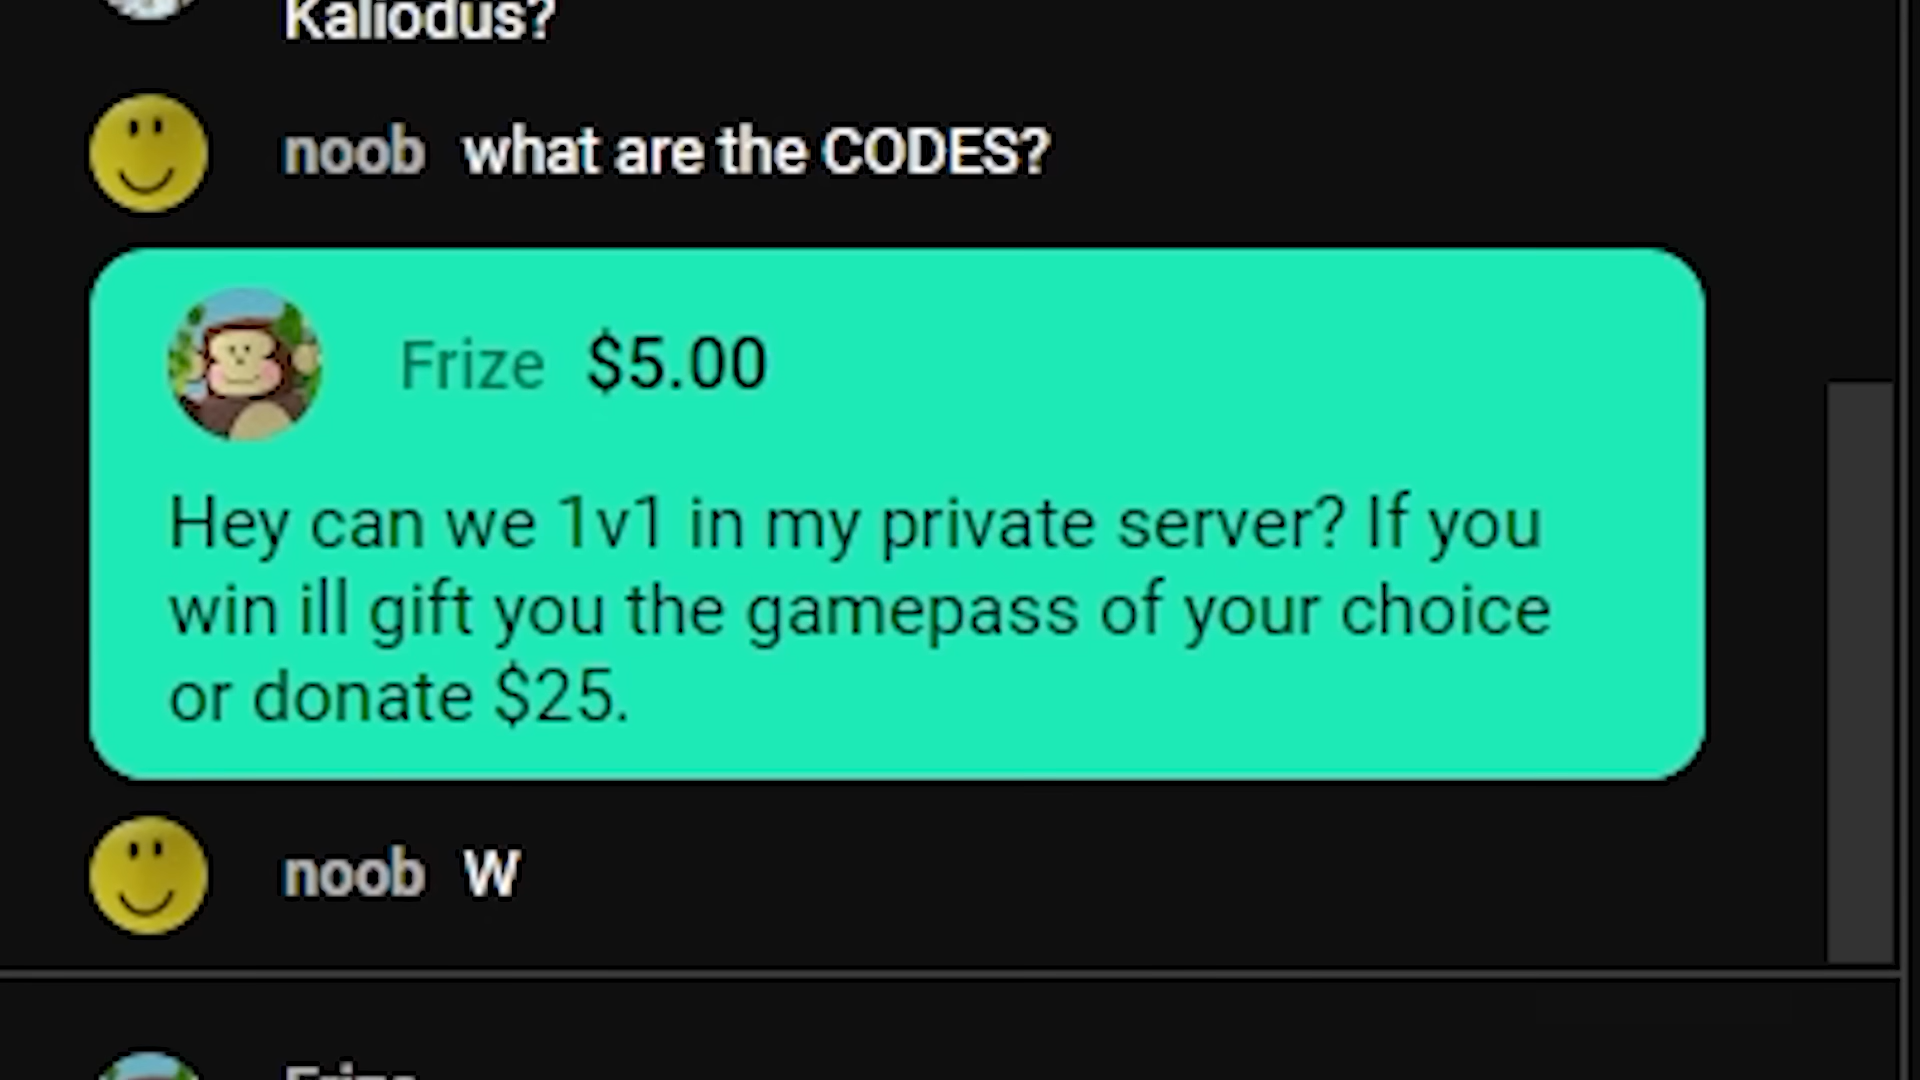 Kaliodus?
noob what are the CODES?
Frize $5.00
Hey can we 1v1 in my private server? If you
win ill gift you the gamepass of your choice
or donate $25.
noob W
Frize